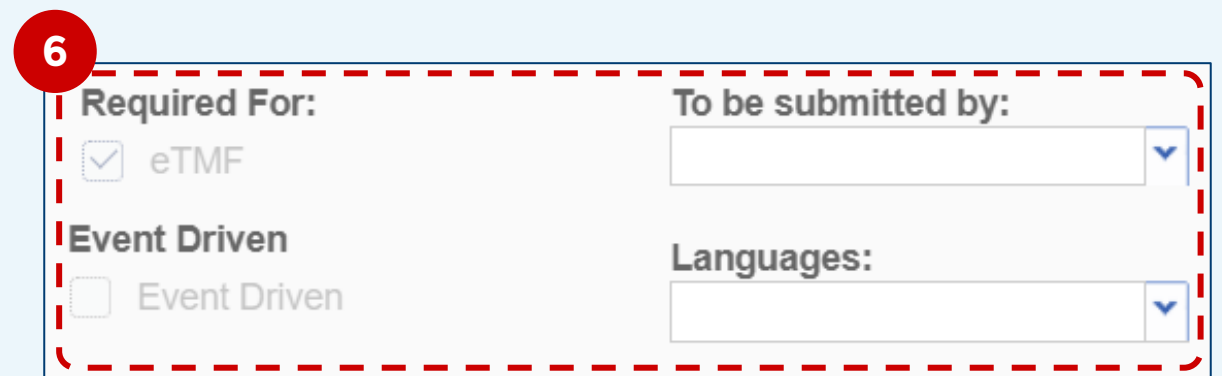 6
Required For:
eTMF
Event Driven
Event Driven
To be submitted by:
Languages: